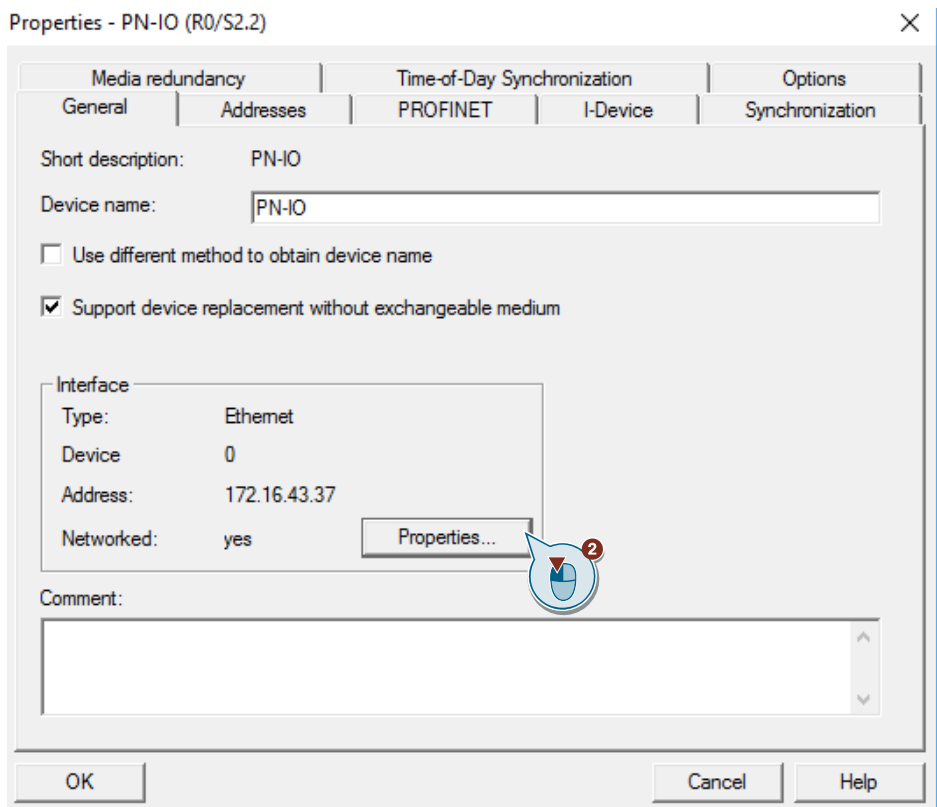 Properties - PN-IO (R0/S2.2)
Media redundancy Time-of-Day Synchronization Options
General Addresses PROFINET I-Device Synchronization
Short description: PN-IO
Device name: PN-IO
Use different method to obtain device name
Support device replacement without exchangeable medium
Interface
Type: Ethernet
Device 0
Address: 172.16.43.37
Networked: yes Properties...
2
Comment:
OK Cancel Help